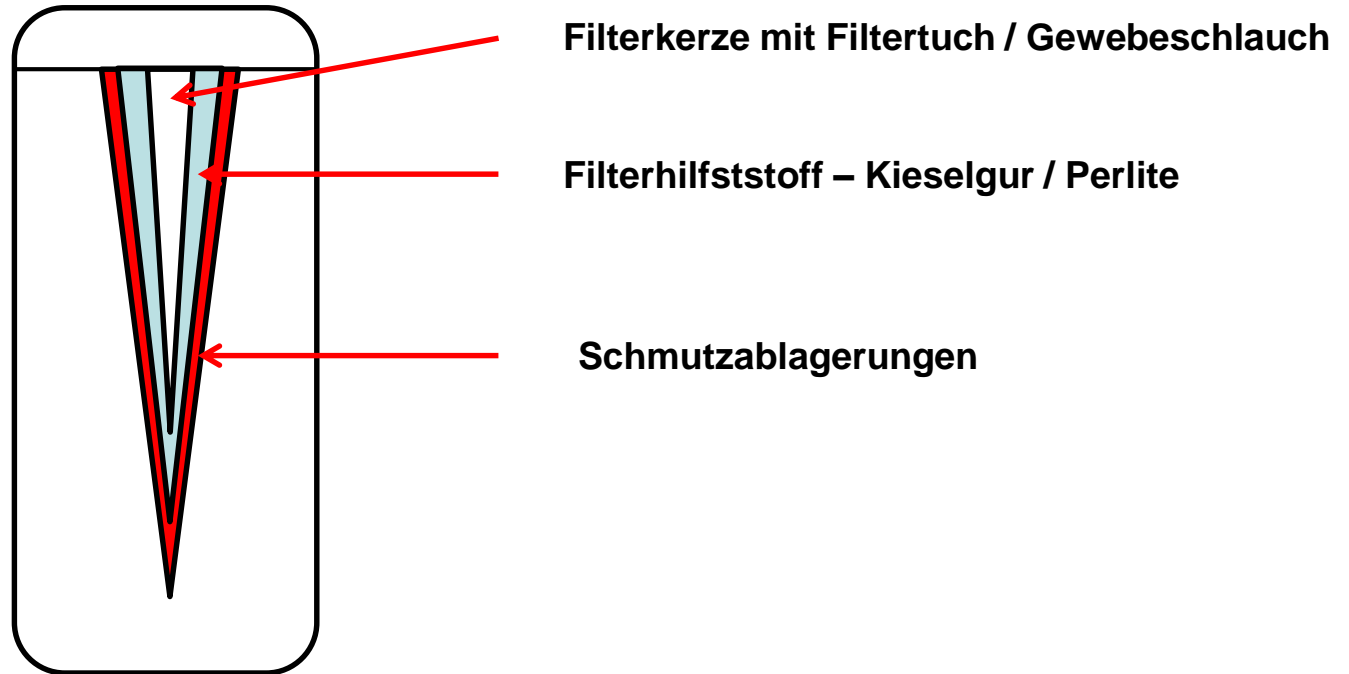 Filterkerze mit Filtertuch / Gewebeschlauch
Filterhilfststoff – Kieselgur / Perlite
Schmutzablagerungen